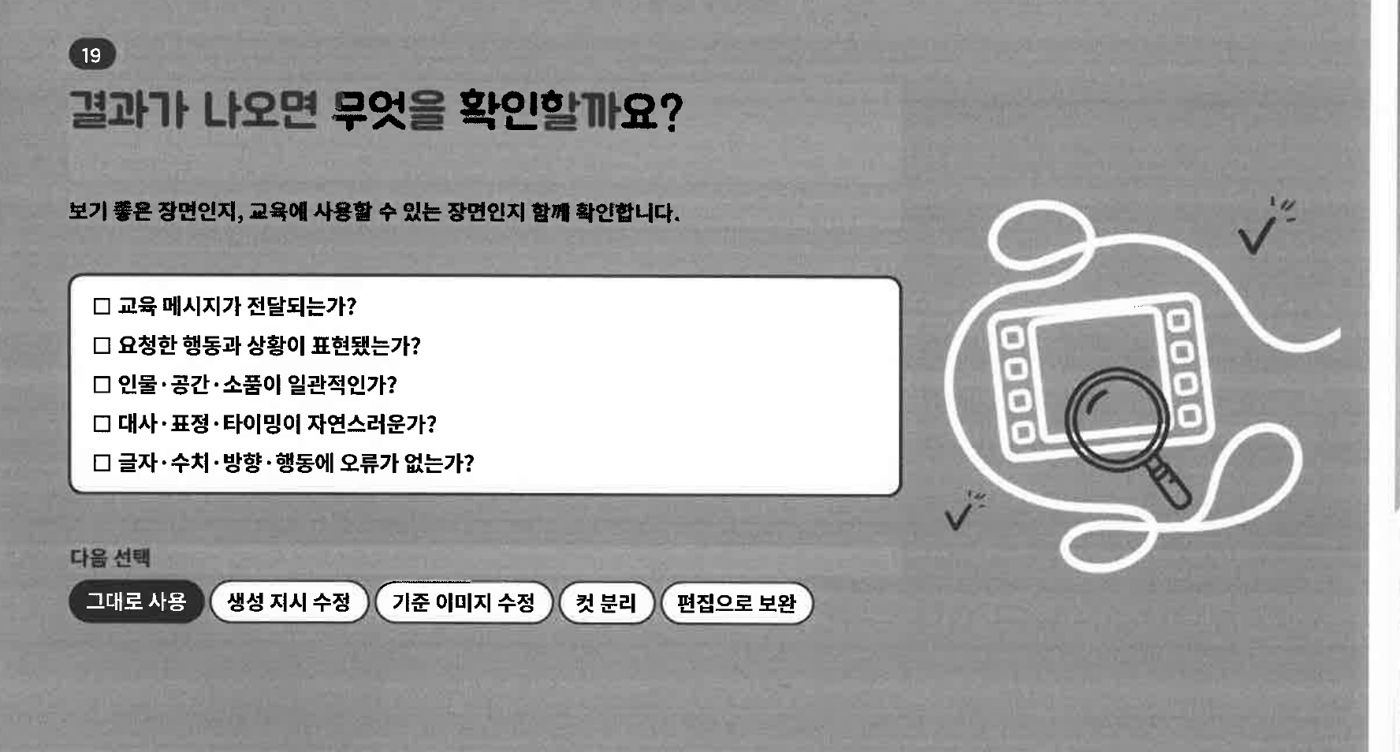 19
결과가 나오면 무엇을 확인할까요?
보기 좋은 장면인지, 교육에 사용할 수 있는 장면인지 함께 확인합니다.
□ 교육 메시지가 전달되는가?
□ 요청한 행동과 상황이 표현됐는가?
□ 인물·공간·소품이 일관적인가?
□ 대사·표정·타이밍이 자연스러운가?
□ 글자·수치·방향·행동에 오류가 없는가?
다음 선택
그대로 사용 생성 지시 수정 기준 이미지 수정 컷 분리 편집으로 보완